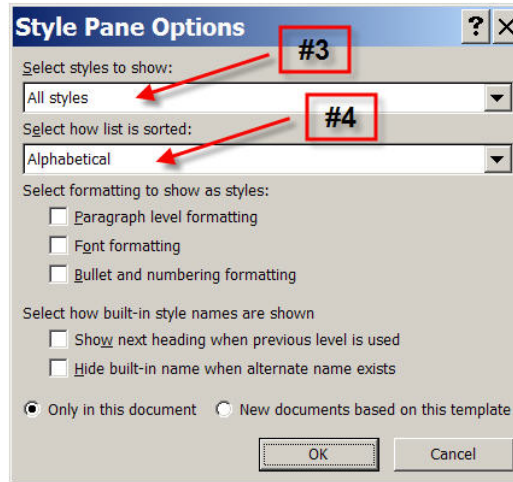 Style Pane Options ? X
#3
Select styles to show:
All styles
#4
Select how list is sorted:
Alphabetical
Select formatting to show as styles:
Paragraph level formatting
Font formatting
Bullet and numbering formatting
Select how built-in style names are shown
Show next heading when previous level is used
Hide built-in name when alternate name exists
Only in this document New documents based on this template
OK Cancel